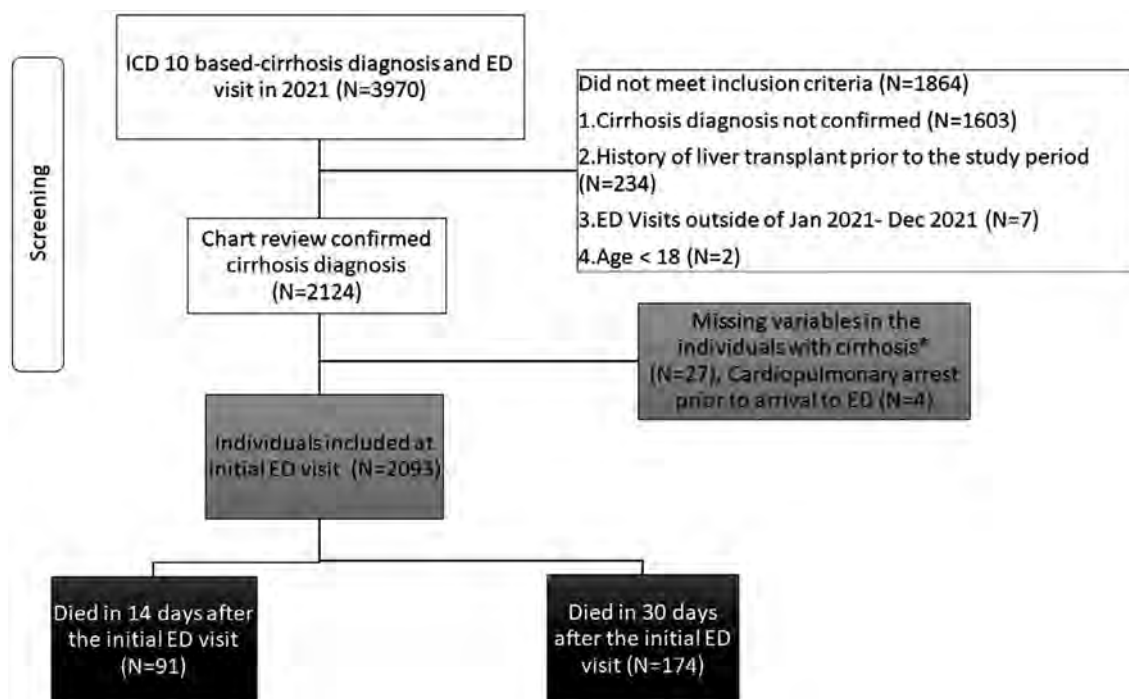 Screening
ICD 10 based-cirrhosis diagnosis and ED
visit in 2021 (N=3970)
Did not meet inclusion criteria (N=1864)
1.Cirrhosis diagnosis not confirmed (N=1603)
2.History of liver transplant prior to the study period
(N=234)
3.ED Visits outside of Jan 2021- Dec 2021 (N=7)
4.Age < 18 (N=2)
Chart review confirmed
cirrhosis diagnosis
(N=2124)
Missing variables in the
individuals with cirrhosis*
(N=27), Cardiopulmonary arrest
prior to arrival to ED (N=4)
Individuals included at
initial ED visit (N=2093)
Died in 14 days after
the initial ED visit
(N=91)
Died in 30 days
after the initial ED
visit (N=174)